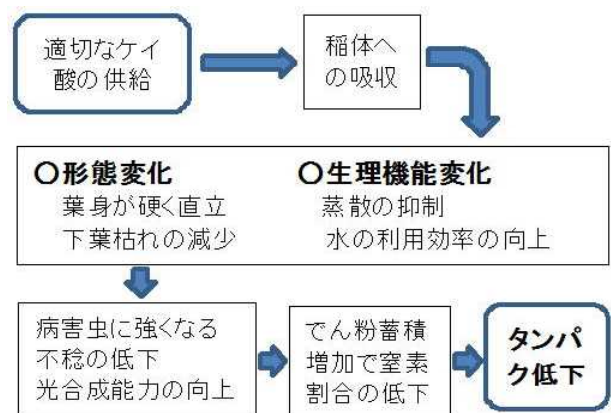 適切なケイ
酸の供給
稲体へ
の吸収
〇形態変化
葉身が硬く直立
下葉枯れの減少
〇生理機能変化
蒸散の抑制
水の利用効率の向上
病害虫に強くなる
不稔の低下
光合成能力の向上
でん粉蓄積
増加で窒素
割合の低下
タンパ
ク低下